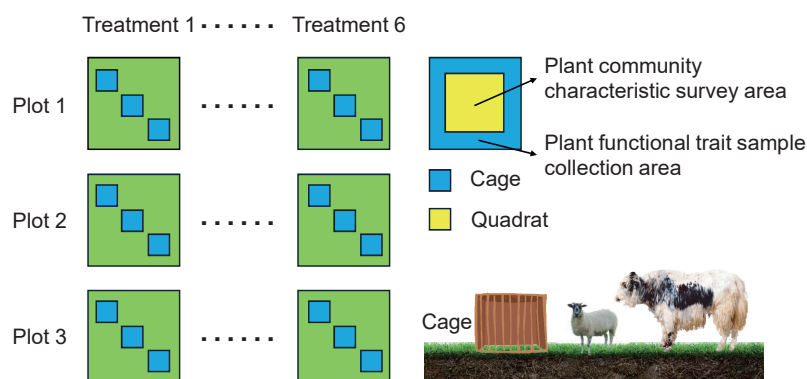 Treatment 1 · · · · · · Treatment 6
Plot 1
Plant community
characteristic survey area
Plant functional trait sample
collection area
Cage
Plot 2
Quadrat
Plot 3
Cage